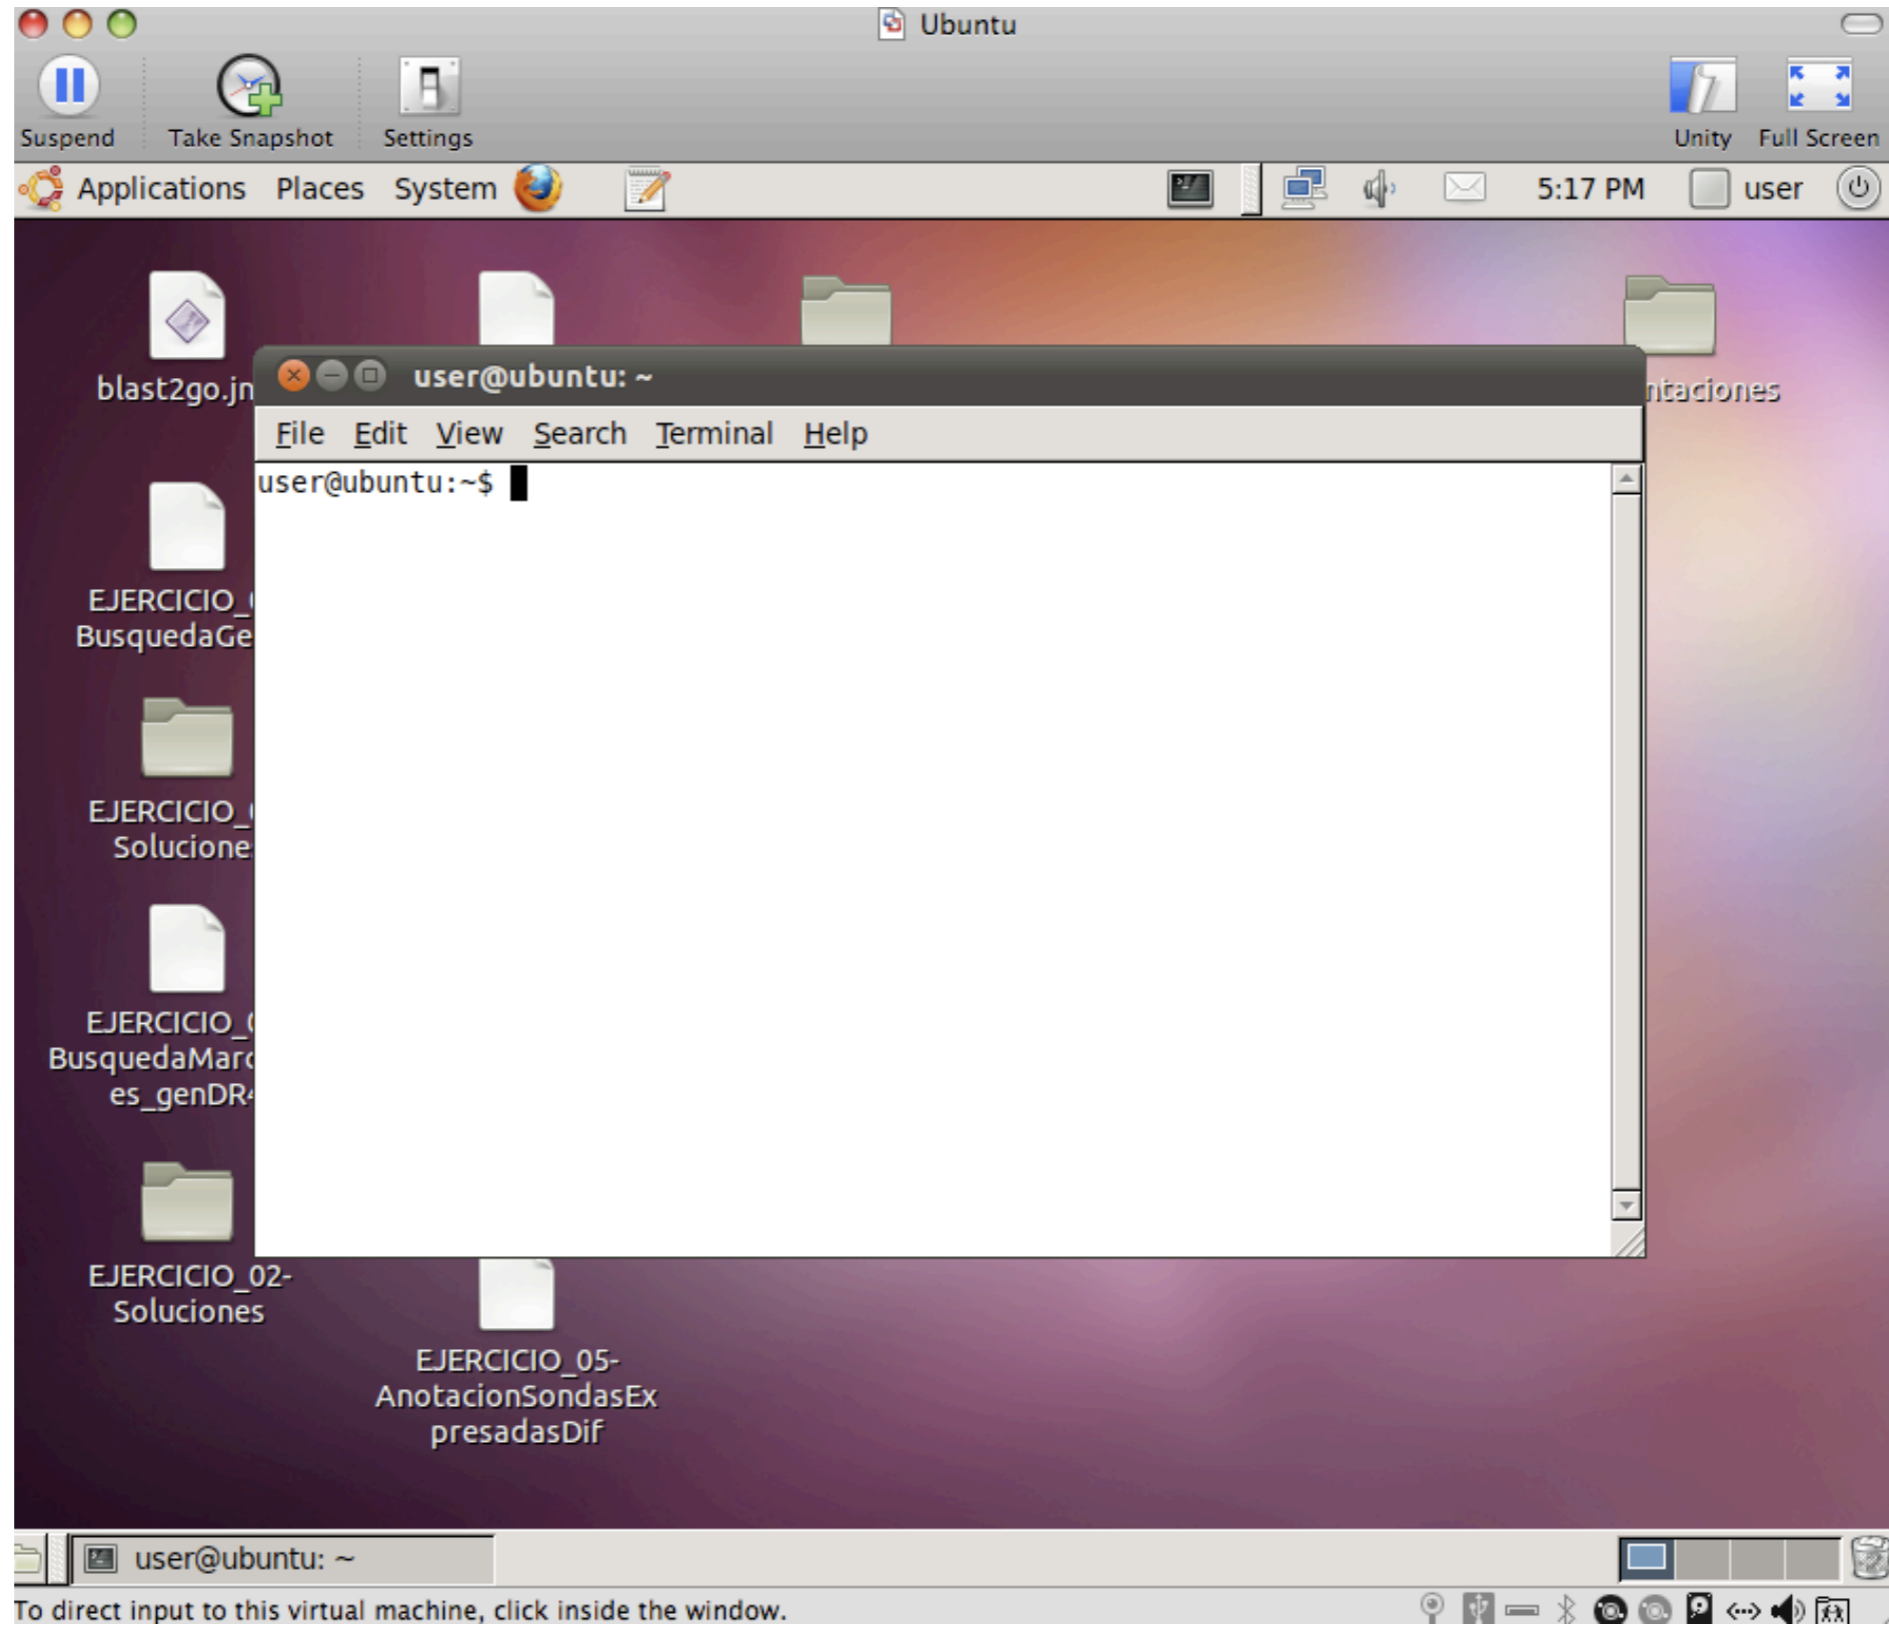 Ubuntu
Suspend Take Snapshot Settings Unity Full Screen
Applications Places System 5:17 PM user
blast2go.jn
ntaciones
user@ubuntu: ~
File Edit View Search Terminal Help
user@ubuntu:~$
EJERCICIO_
BusquedaGe
EJERCICIO_
Solucione
EJERCICIO_
BusquedaMarc
es_genDR
EJERCICIO_02-
Soluciones
EJERCICIO_05-
AnotacionSondasEx
presadasDif
user@ubuntu: ~
To direct input to this virtual machine, click inside the window.